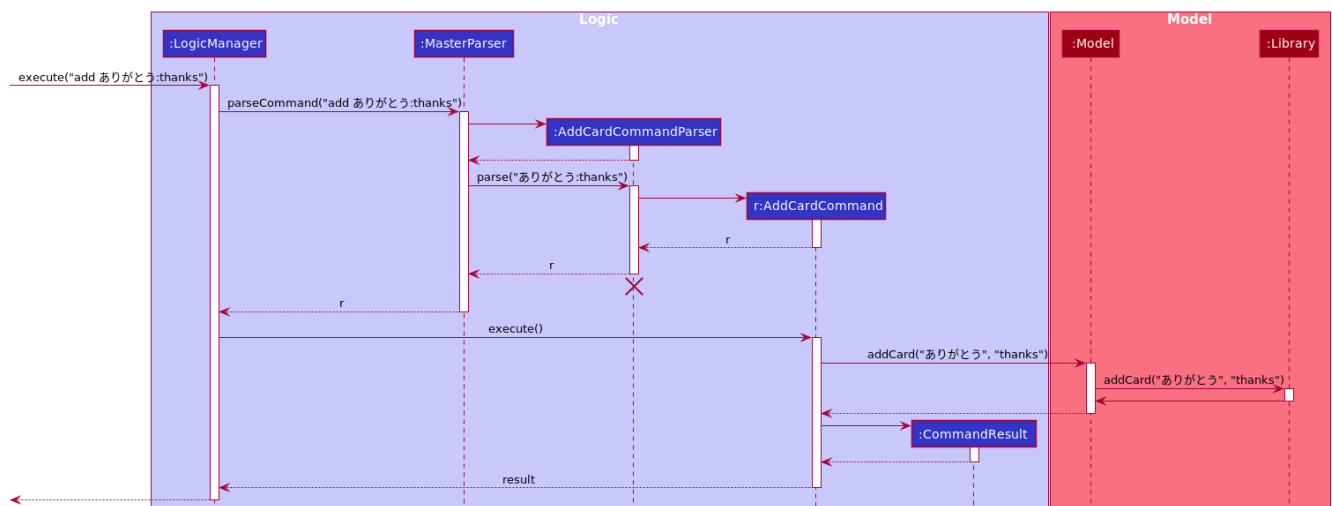 Logic
Model
:LogicManager
:MasterParser
:Model
:Library
execute("add ありがとう:thanks")
parseCommand("add ありがとう:thanks")
:AddCardCommandParser
parse("ありがとう:thanks")
r:AddCardCommand
r
r
r
execute()
addCard("ありがとう", "thanks")
addCard("ありがとう", "thanks")
:CommandResult
result